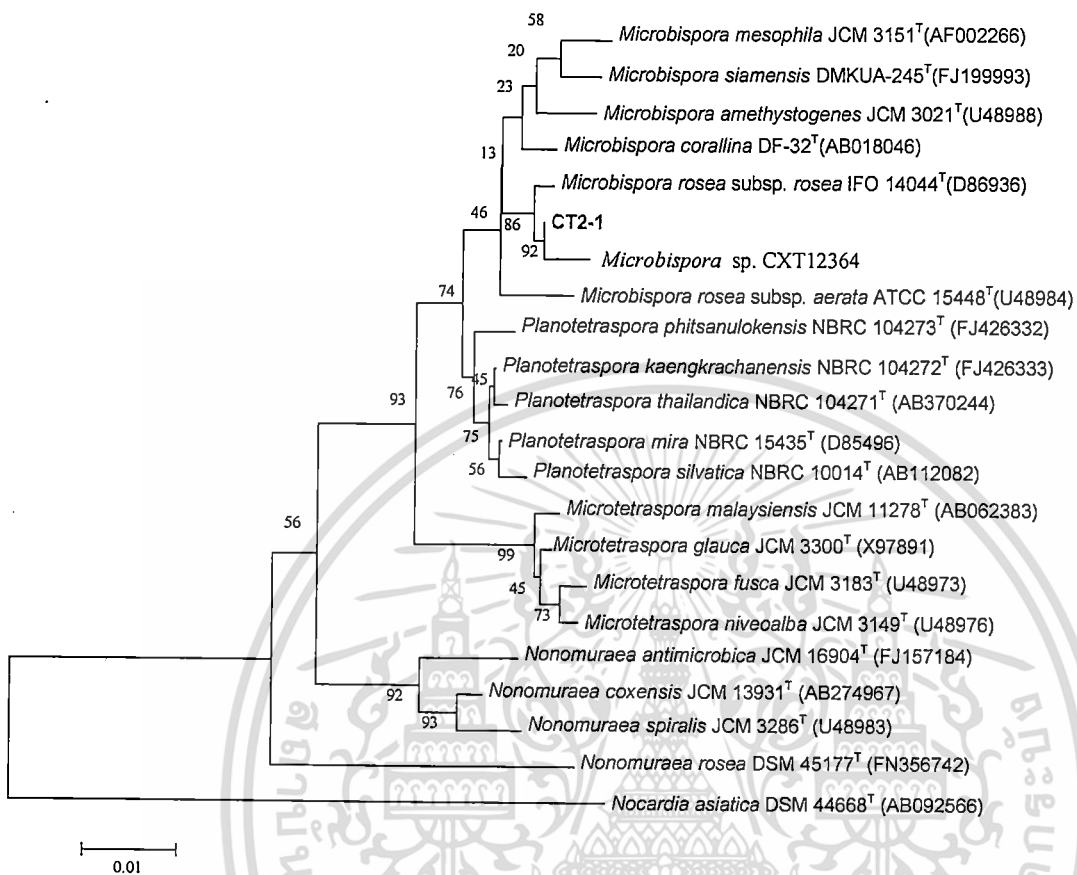 58
Microbispora mesophila JCM 3151ᵀ(AF002266)
20
Microbispora siamensis DMKUA-245ᵀ(FJ199993)
23
Microbispora amethystogenes JCM 3021ᵀ(U48988)
13
Microbispora corallina DF-32ᵀ(AB018046)
Microbispora rosea subsp. rosea IFO 14044ᵀ(D86936)
46
86
CT2-1
92
Microbispora sp. CXT12364
74
Microbispora rosea subsp. aerata ATCC 15448ᵀ(U48984)
Planotetraspora phitsanulokensis NBRC 104273ᵀ (FJ426332)
45
Planotetraspora kaengkrachanensis NBRC 104272ᵀ (FJ426333)
76
93
Planotetraspora thailandica NBRC 104271ᵀ (AB370244)
75
Planotetraspora mira NBRC 15435ᵀ (D85496)
56
Planotetraspora silvatica NBRC 10014ᵀ (AB112082)
56
Microtetraspora malaysiensis JCM 11278ᵀ (AB062383)
99
Microtetraspora glauca JCM 3300ᵀ (X97891)
45
Microtetraspora fusca JCM 3183ᵀ (U48973)
73
Microtetraspora niveoalba JCM 3149ᵀ (U48976)
Nonomuraea antimicrobica JCM 16904ᵀ (FJ157184)
92
Nonomuraea coxensis JCM 13931ᵀ (AB274967)
93
Nonomuraea spiralis JCM 3286ᵀ (U48983)
Nonomuraea rosea DSM 45177ᵀ (FN356742)
Nocardia asiatica DSM 44668ᵀ (AB092566)
0.01